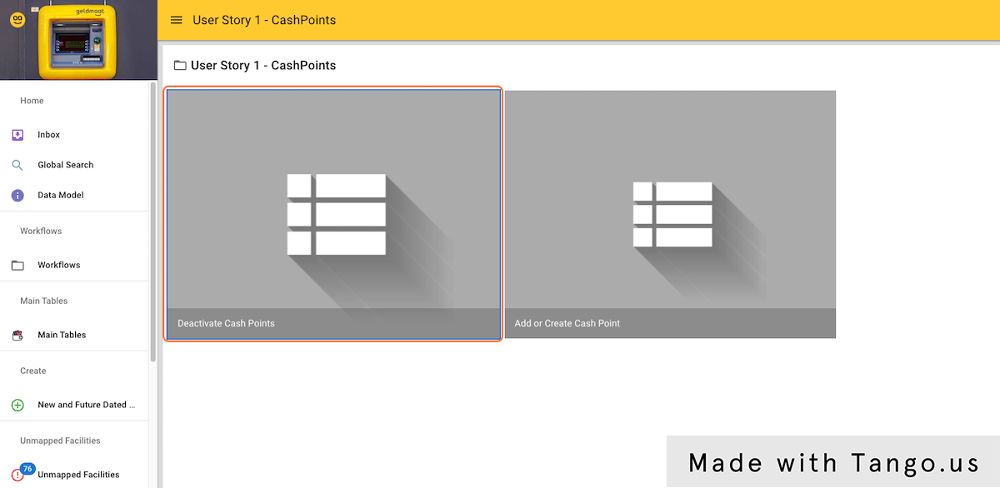 geldmaat
User Story 1 - CashPoints
User Story 1 - CashPoints
Home
Inbox
Global Search
Data Model
Workflows
Workflows
Main Tables
Main Tables
Create
New and Future Dated ...
Unmapped Facilities
76
Unmapped Facilities
Deactivate Cash Points
Add or Create Cash Point
Made with Tango.us